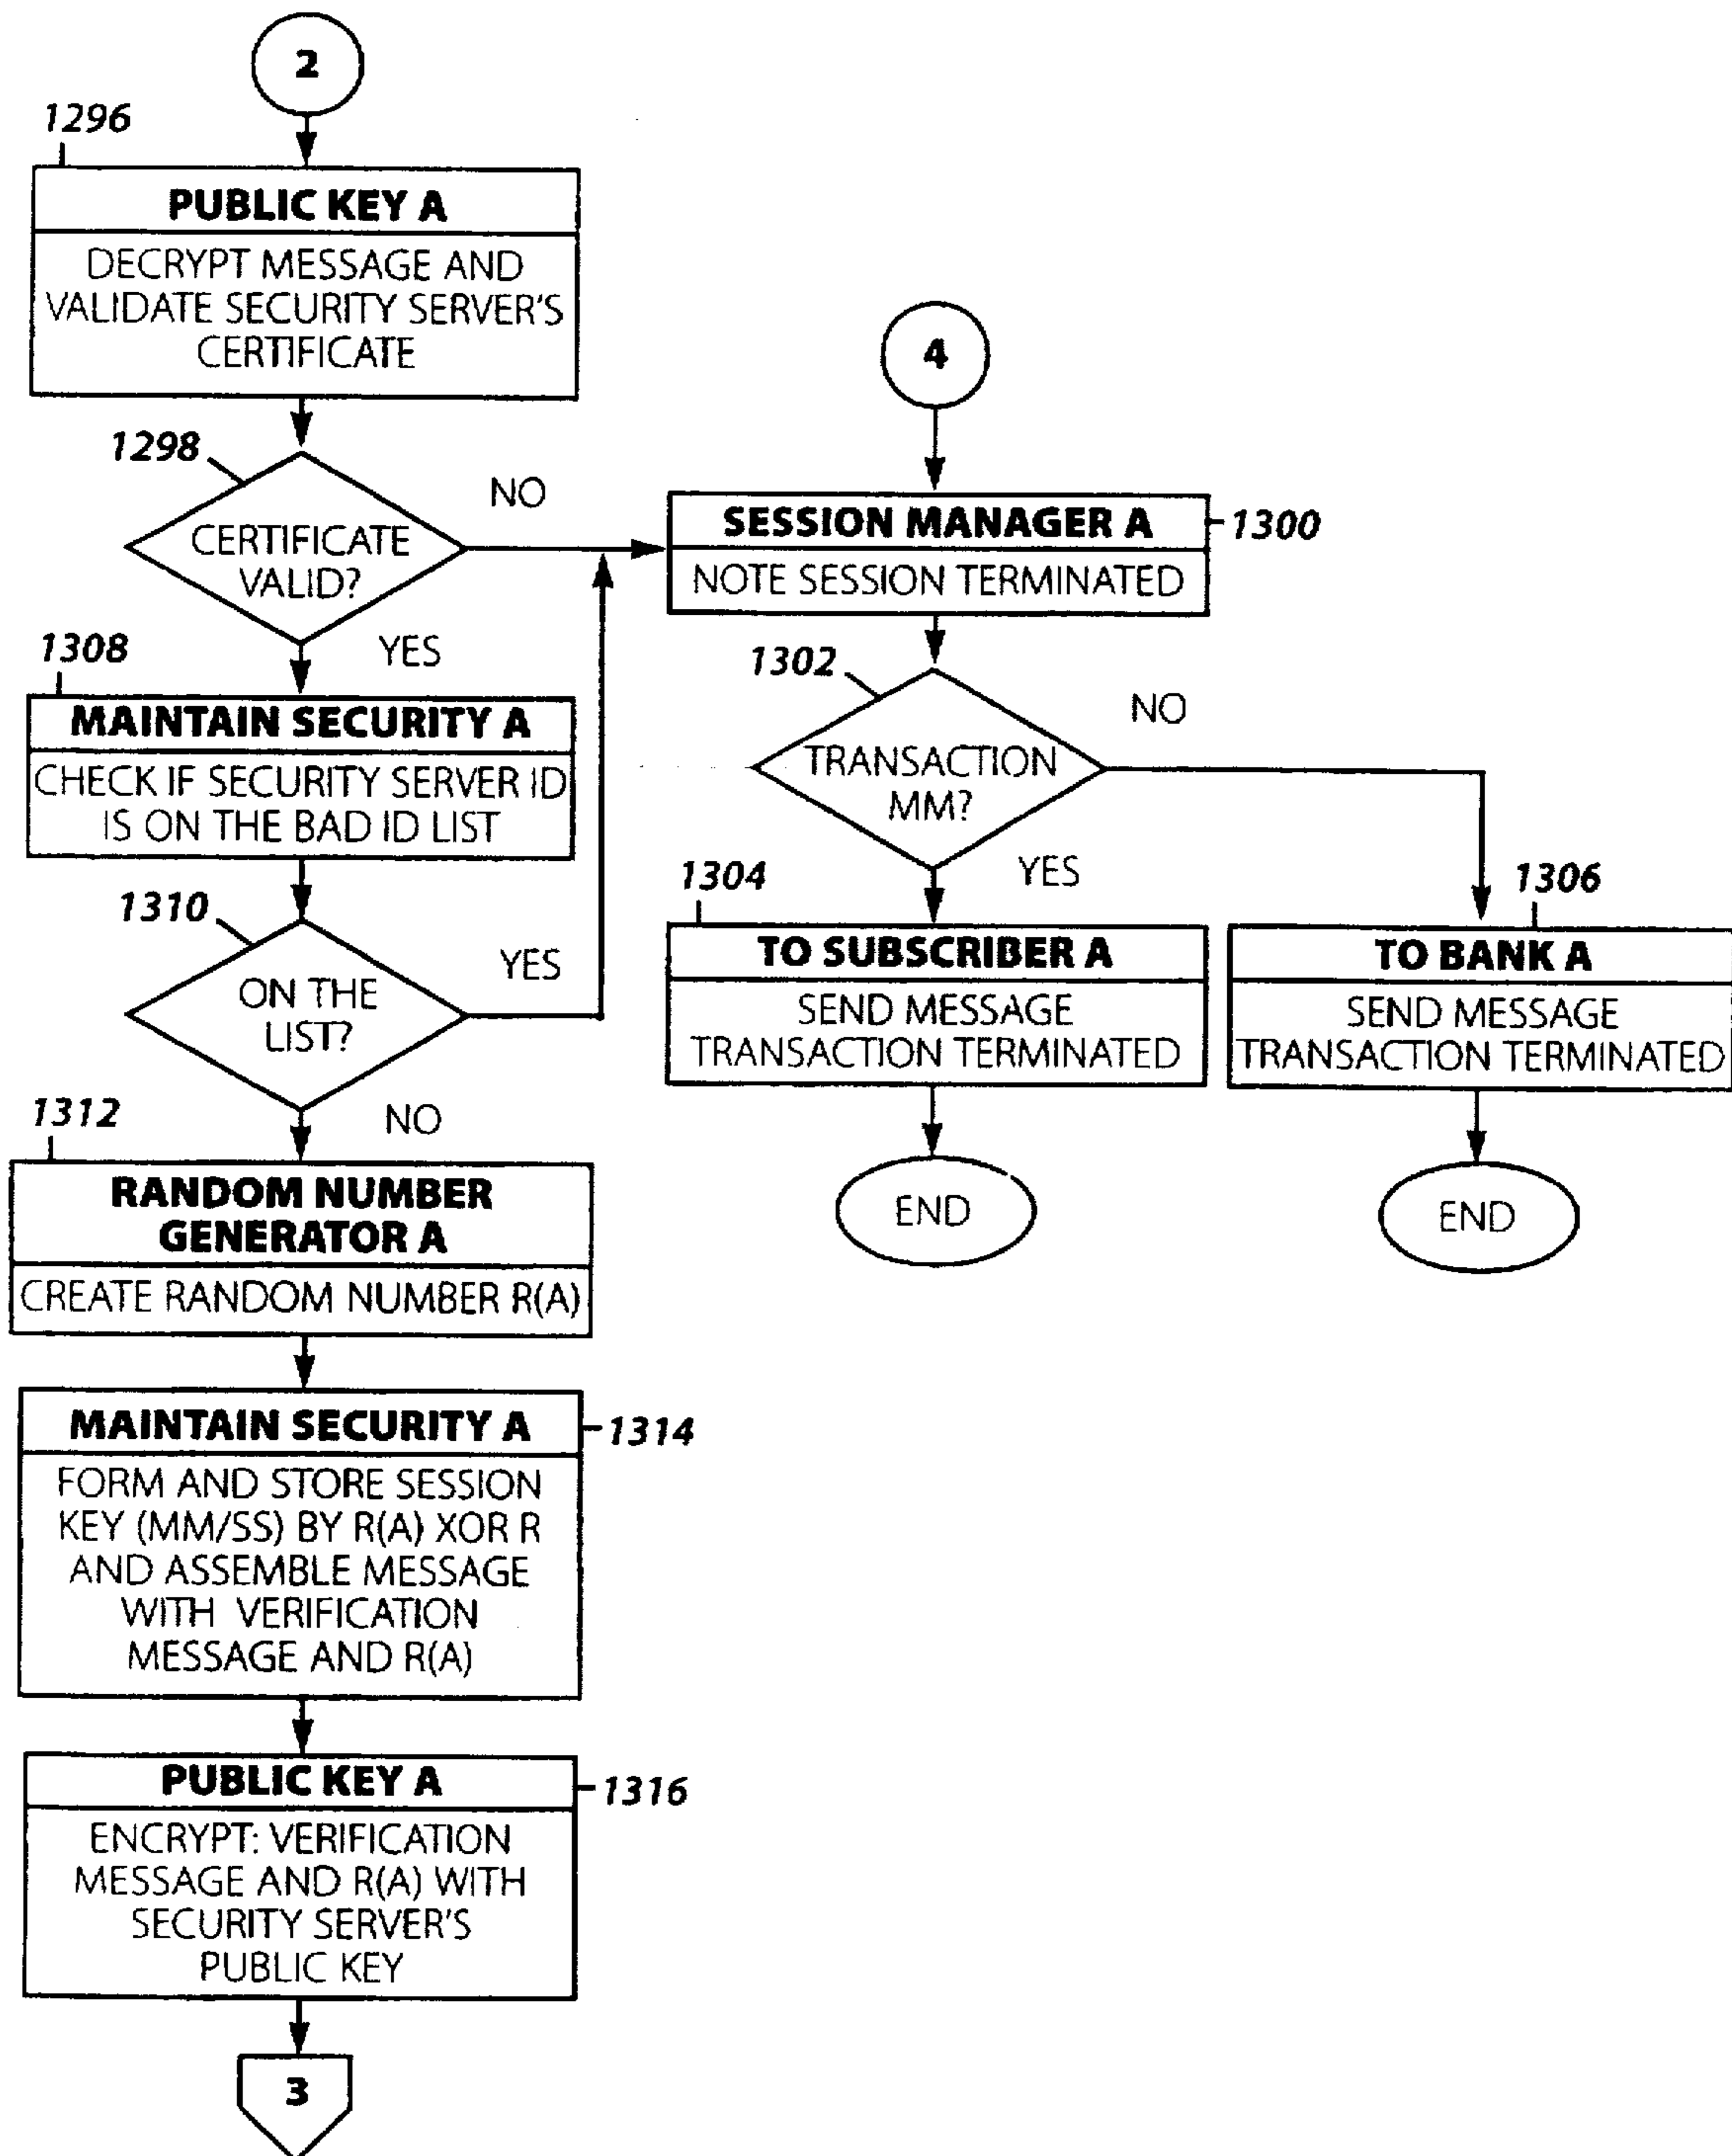 2
1296
PUBLIC KEY A
DECRYPT MESSAGE AND
VALIDATE SECURITY SERVER'S
CERTIFICATE
1298
CERTIFICATE
VALID?
NO
YES
1308
MAINTAIN SECURITY A
CHECK IF SECURITY SERVER ID
IS ON THE BAD ID LIST
1310
ON THE
LIST?
YES
NO
1312
RANDOM NUMBER
GENERATOR A
CREATE RANDOM NUMBER R(A)
MAINTAIN SECURITY A
1314
FORM AND STORE SESSION
KEY (MM/SS) BY R(A) XOR R
AND ASSEMBLE MESSAGE
WITH VERIFICATION
MESSAGE AND R(A)
PUBLIC KEY A
1316
ENCRYPT: VERIFICATION
MESSAGE AND R(A) WITH
SECURITY SERVER'S
PUBLIC KEY
3
4
SESSION MANAGER A
1300
NOTE SESSION TERMINATED
1302
TRANSACTION
MM?
NO
YES
1304
TO SUBSCRIBER A
SEND MESSAGE
TRANSACTION TERMINATED
END
1306
TO BANK A
SEND MESSAGE
TRANSACTION TERMINATED
END